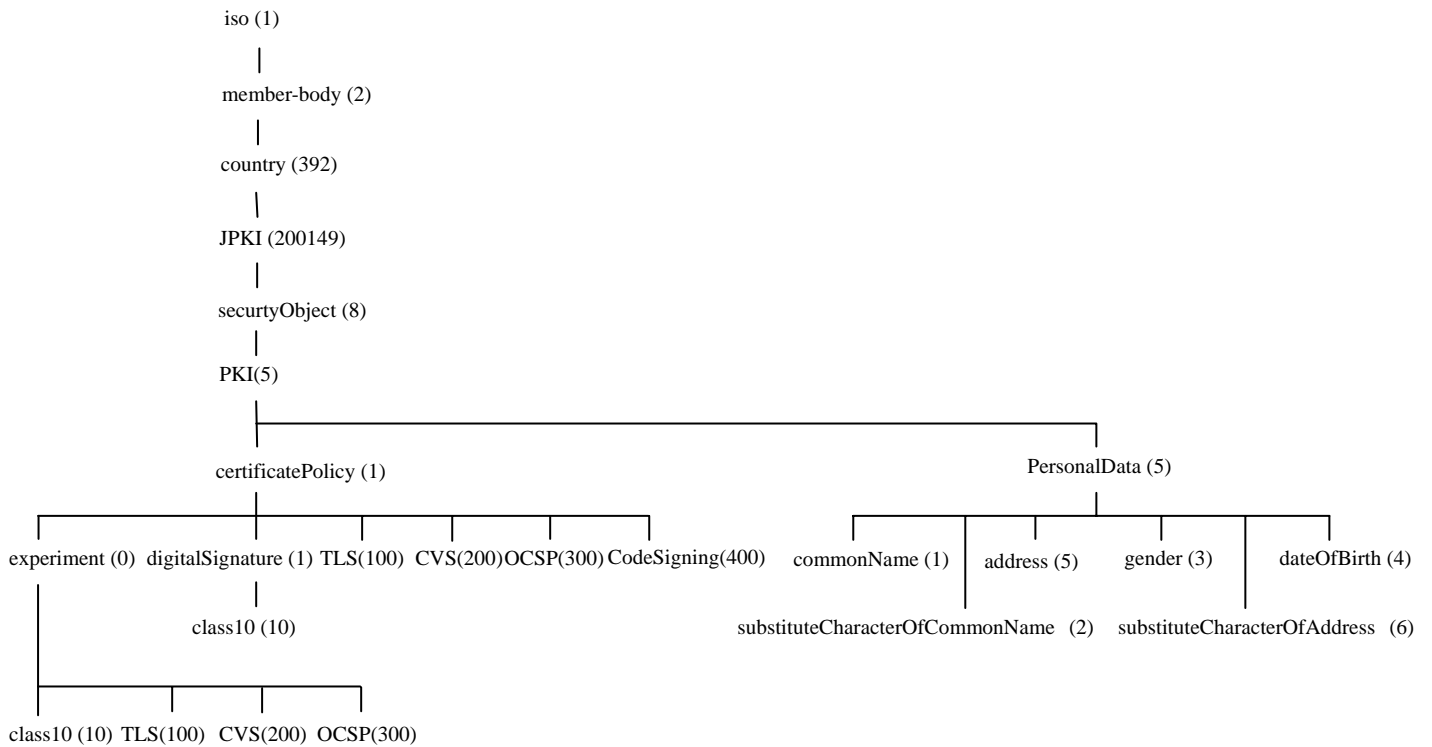 iso (1)
member-body (2)
country (392)
JPKI (200149)
securtyObject (8)
PKI(5)
certificatePolicy (1)
PersonalData (5)
experiment (0) digitalSignature (1) TLS(100) CVS(200) OCSP(300) CodeSigning(400)
commonName (1) address (5) gender (3) dateOfBirth (4)
class10 (10)
substituteCharacterOfCommonName (2) substituteCharacterOfAddress (6)
class10 (10) TLS(100) CVS(200) OCSP(300)